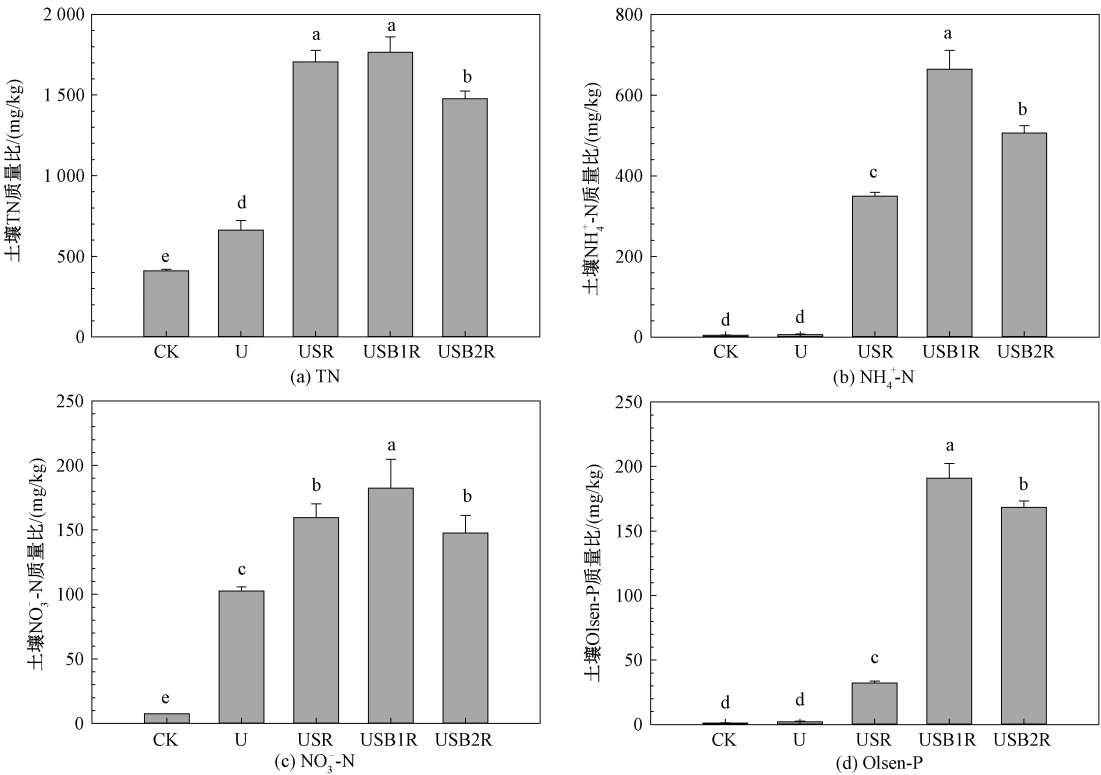 土壤TN质量比/(mg/kg)
2 000
1 500
1 000
500
0
e
d
a
a
b
CK U USR USB1R USB2R
(a) TN
土壤NH₄⁺-N质量比/(mg/kg)
800
600
400
200
0
d
d
c
a
b
CK U USR USB1R USB2R
(b) NH₄⁺-N
土壤NO₃⁻-N质量比/(mg/kg)
250
200
150
100
50
0
e
c
b
a
b
CK U USR USB1R USB2R
(c) NO₃⁻-N
土壤Olsen-P质量比/(mg/kg)
250
200
150
100
50
0
d
d
c
a
b
CK U USR USB1R USB2R
(d) Olsen-P